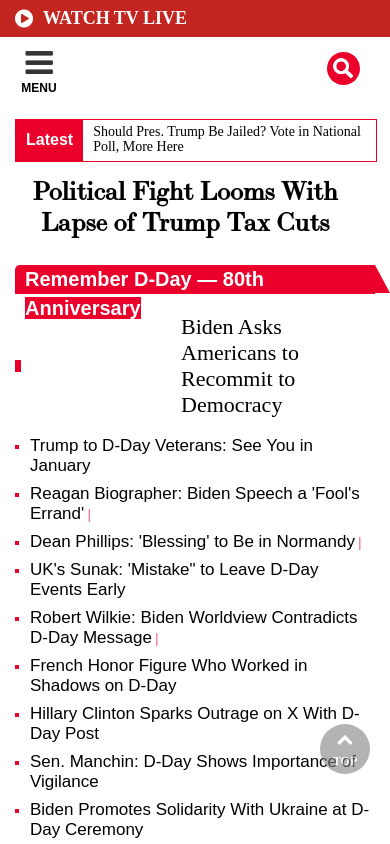 WATCH TV LIVE
MENU
Latest
Should Pres. Trump Be Jailed? Vote in National
Poll, More Here
Political Fight Looms With
Lapse of Trump Tax Cuts
Remember D-Day — 80th
Anniversary
Biden Asks
Americans to
Recommit to
Democracy
Trump to D-Day Veterans: See You in
January
Reagan Biographer: Biden Speech a 'Fool's
Errand' |
Dean Phillips: 'Blessing' to Be in Normandy |
UK's Sunak: 'Mistake" to Leave D-Day
Events Early
Robert Wilkie: Biden Worldview Contradicts
D-Day Message |
French Honor Figure Who Worked in
Shadows on D-Day
Hillary Clinton Sparks Outrage on X With D-
Day Post
Sen. Manchin: D-Day Shows Importance of
Vigilance
TOP
Biden Promotes Solidarity With Ukraine at D-
Day Ceremony